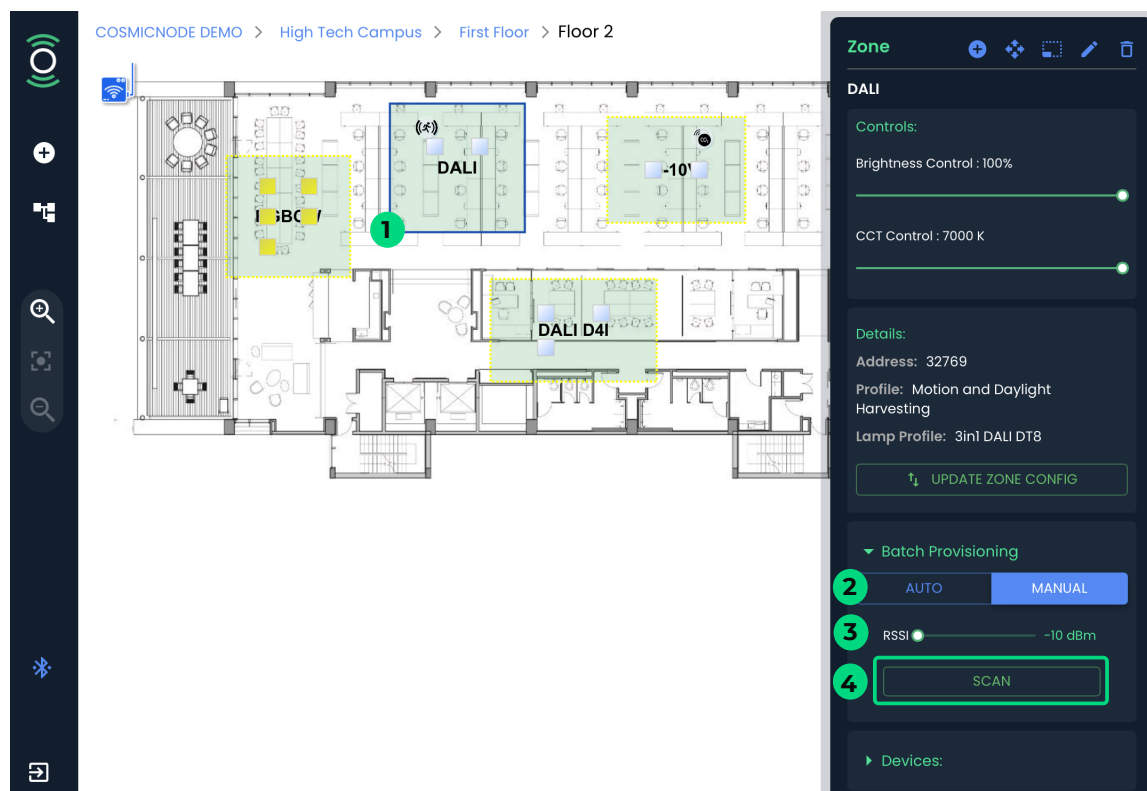 COSMICNODE DEMO > High Tech Campus > First Floor > Floor 2
Zone
DALI
Controls:
Brightness Control : 100%
CCT Control : 7000 K
Details:
Address: 32769
Profile: Motion and Daylight
Harvesting
Lamp Profile: 3in1 DALI DT8
UPDATE ZONE CONFIG
Batch Provisioning
2
AUTO MANUAL
3
RSSI -10 dBm
4
SCAN
Devices:
DALI
-10V
1
DALI D4I
CO₂